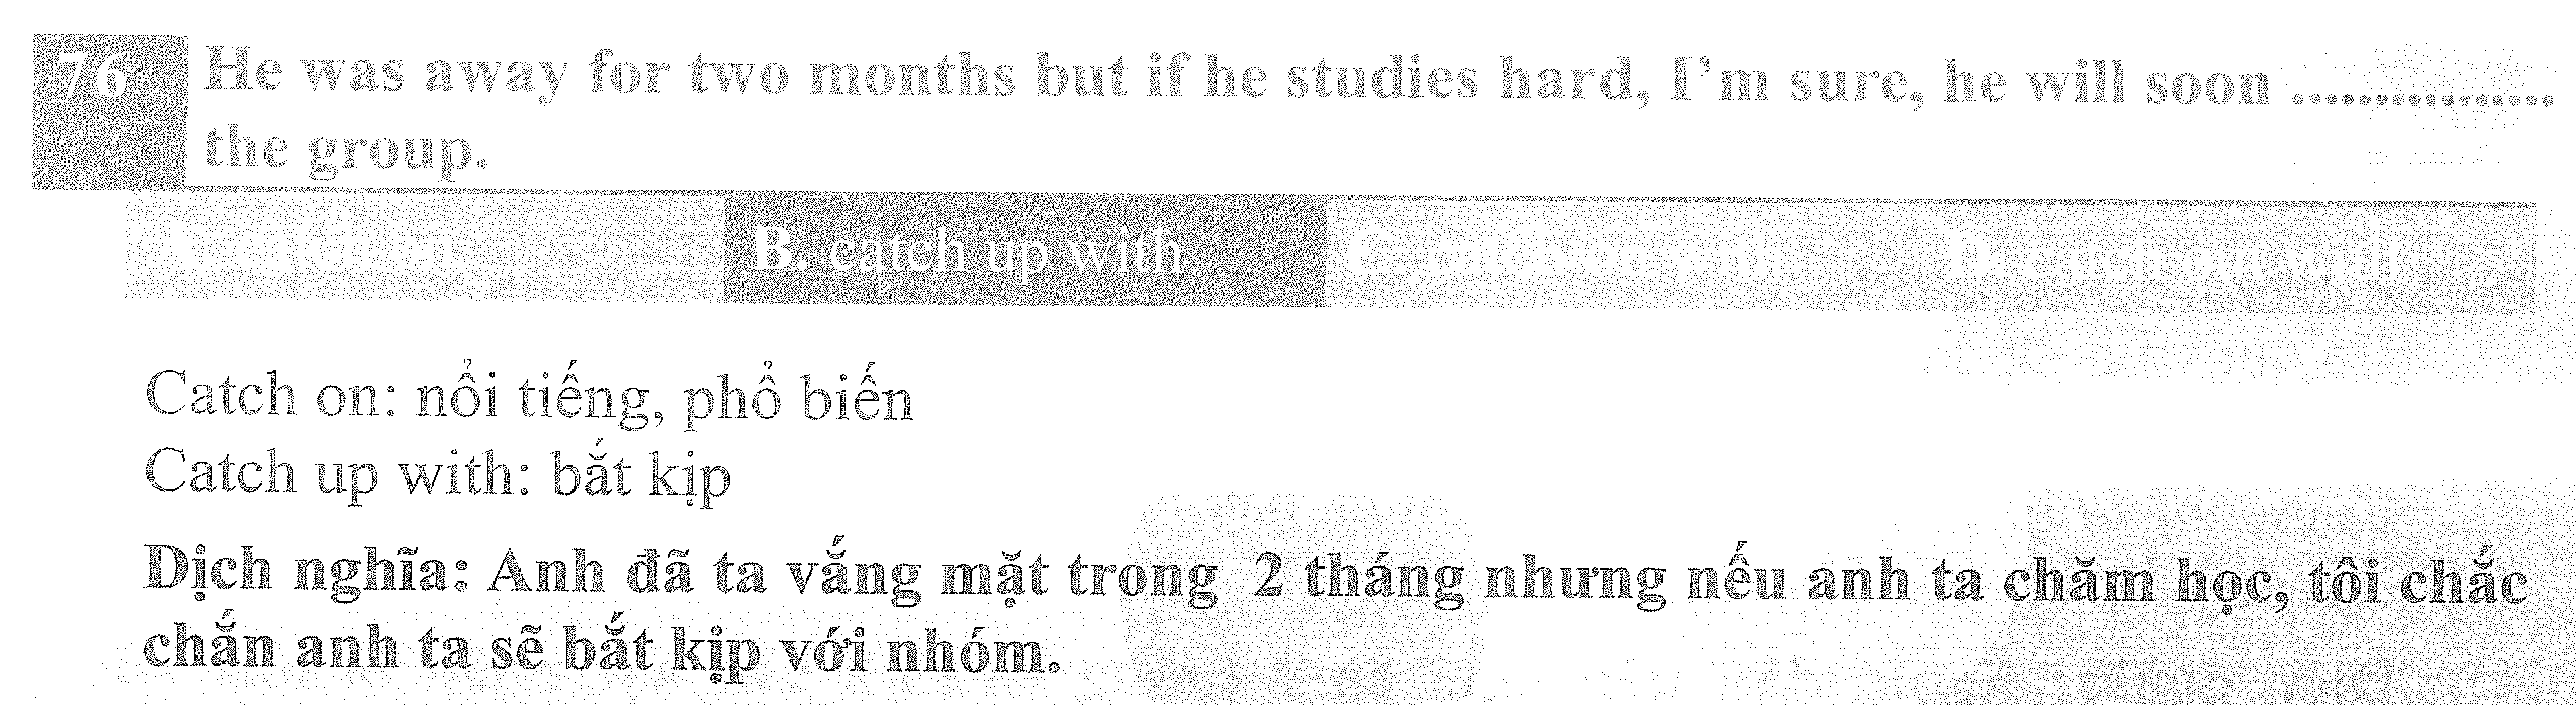 76 He was away for two months but if he studies hard, I'm sure, he will soon ................
the group.
A. catch on B. catch up with C. catch on with D. catch out with
Catch on: nổi tiếng, phổ biến
Catch up with: bắt kịp
Dịch nghĩa: Anh đã ta vắng mặt trong 2 tháng nhưng nếu anh ta chăm học, tôi chắc
chắn anh ta sẽ bắt kịp với nhóm.